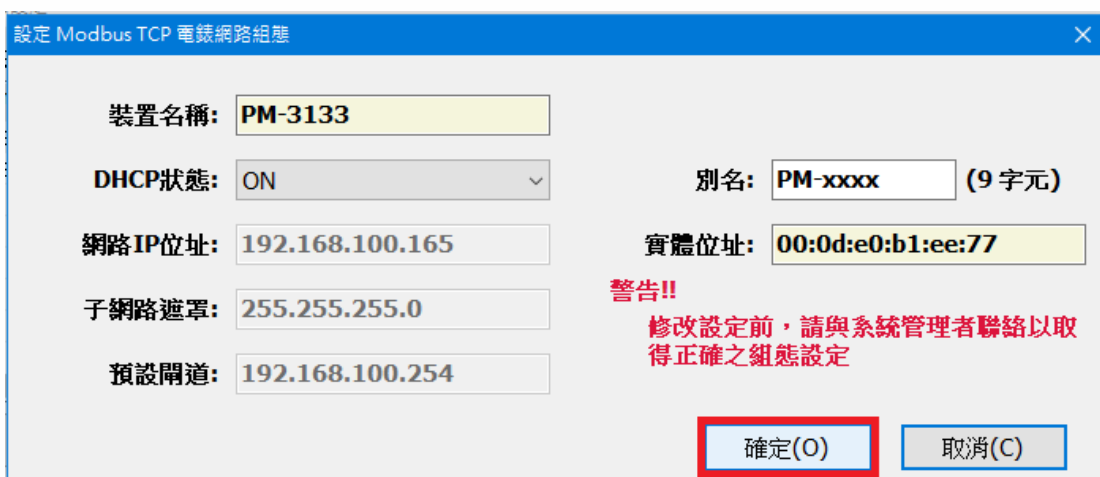 設定 Modbus TCP 電錶網路組態
裝置名稱: PM-3133
DHCP狀態: ON
別名: PM-xxxx (9 字元)
網路IP位址: 192.168.100.165
實體位址: 00:0d:e0:b1:ee:77
子網路遮罩: 255.255.255.0
警告!!
修改設定前，請與系統管理者聯絡以取
得正確之組態設定
預設閘道: 192.168.100.254
確定(O)
取消(C)